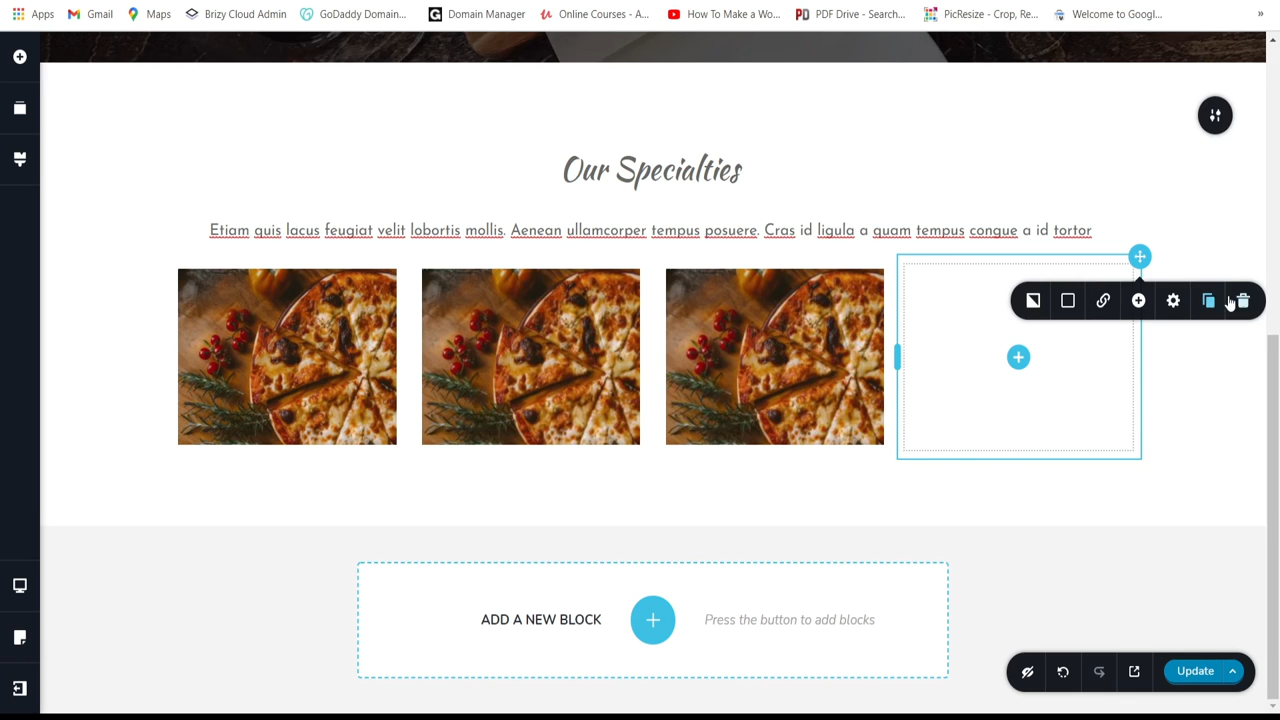 Apps Gmail Maps Brizy Cloud Admin GoDaddy Domain... Domain Manager Online Courses - A... How To Make a Wo... PDF Drive - Search... PicResize - Crop, Re... Welcome to Googl... »
Our Specialties
Etiam quis lacus feugiat velit lobortis mollis. Aenean ullamcorper tempus posuere. Cras id ligula a quam tempus congue a id tortor
ADD A NEW BLOCK Press the button to add blocks
Update